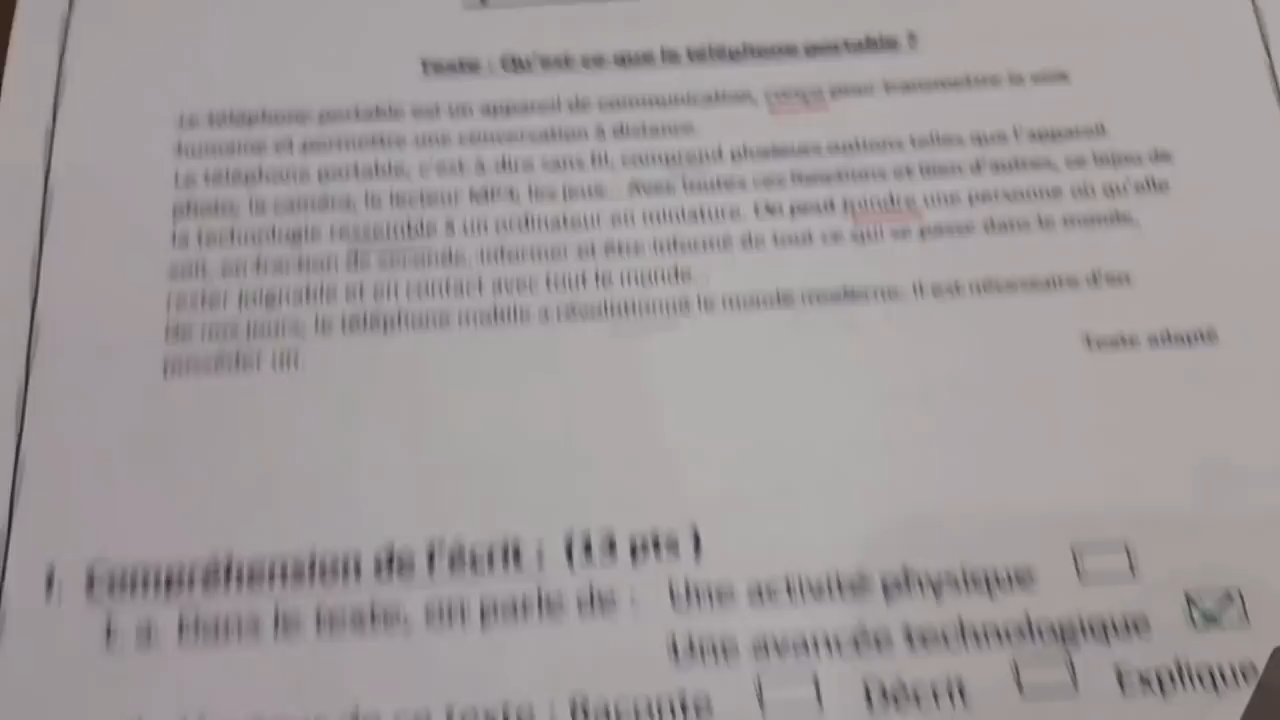 Texte : Qu'est ce que le téléphone portable ?
Le téléphone portable est un appareil de communication, conçu pour transmettre la voix
humaine et permettre une conversation à distance.
Le téléphone portable, c'est à dire sans fil, comprend plusieurs options telles que l'appareil
photo, la caméra, le lecteur MP4, les jeux... Avec toutes ces fonctions et bien d'autres, ce bijou de
la technologie ressemble à un ordinateur en miniature. On peut joindre une personne où qu'elle
soit, en fraction de seconde, informer et être informé de tout ce qui se passe dans le monde,
rester joignable et en contact avec tout le monde.
De nos jours, le téléphone mobile a révolutionné le monde moderne. Il est nécessaire d'en
posséder un.
Texte adapté
I. Compréhension de l'écrit : (13 pts )
1. a. Dans le texte, on parle de : Une activité physique
Une avancée technologique
de ce texte : Raconte Décrit Explique